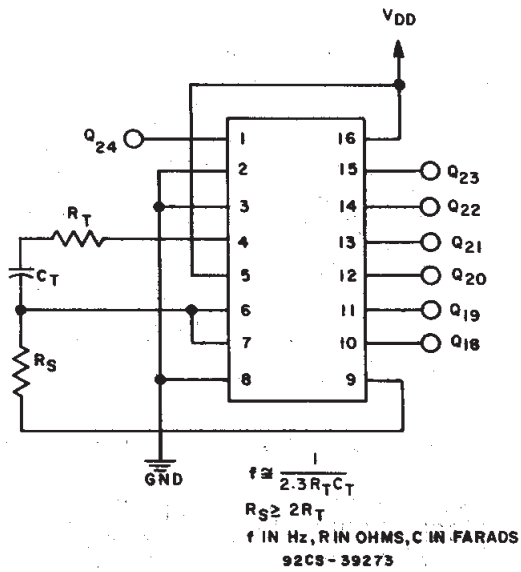 VDD
Q24
1 16
2 15 Q23
3 14 Q22
RT
4 13 Q21
CT
5 12 Q20
6 11 Q19
7 10 Q18
RS
8 9
GND
f ≅ 1 / 2.3 RTCT
RS ≥ 2RT
f IN Hz, R IN OHMS, C IN FARADS
92CS-39273